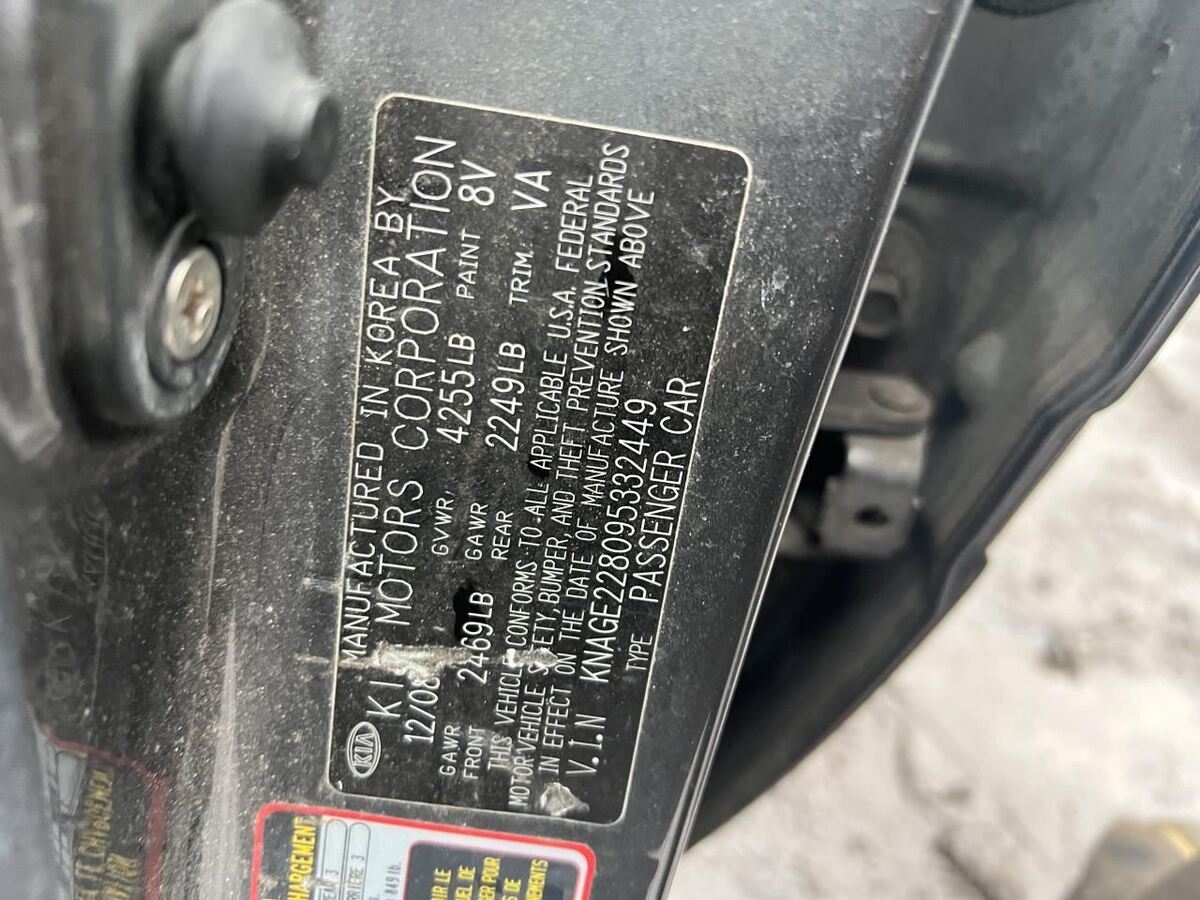 MANUFACTURED IN KOREA BY
KIA MOTORS CORPORATION
12/08 GVWR 4255LB PAINT 8V
GAWR FRONT 2469LB GAWR REAR 2249LB TRIM VA
THIS VEHICLE CONFORMS TO ALL APPLICABLE U.S.A. FEDERAL
MOTOR VEHICLE SAFETY, BUMPER, AND THEFT PREVENTION STANDARDS
IN EFFECT ON THE DATE OF MANUFACTURE SHOWN ABOVE
V.I.N KNAGE228095332449
TYPE PASSENGER CAR
KIA